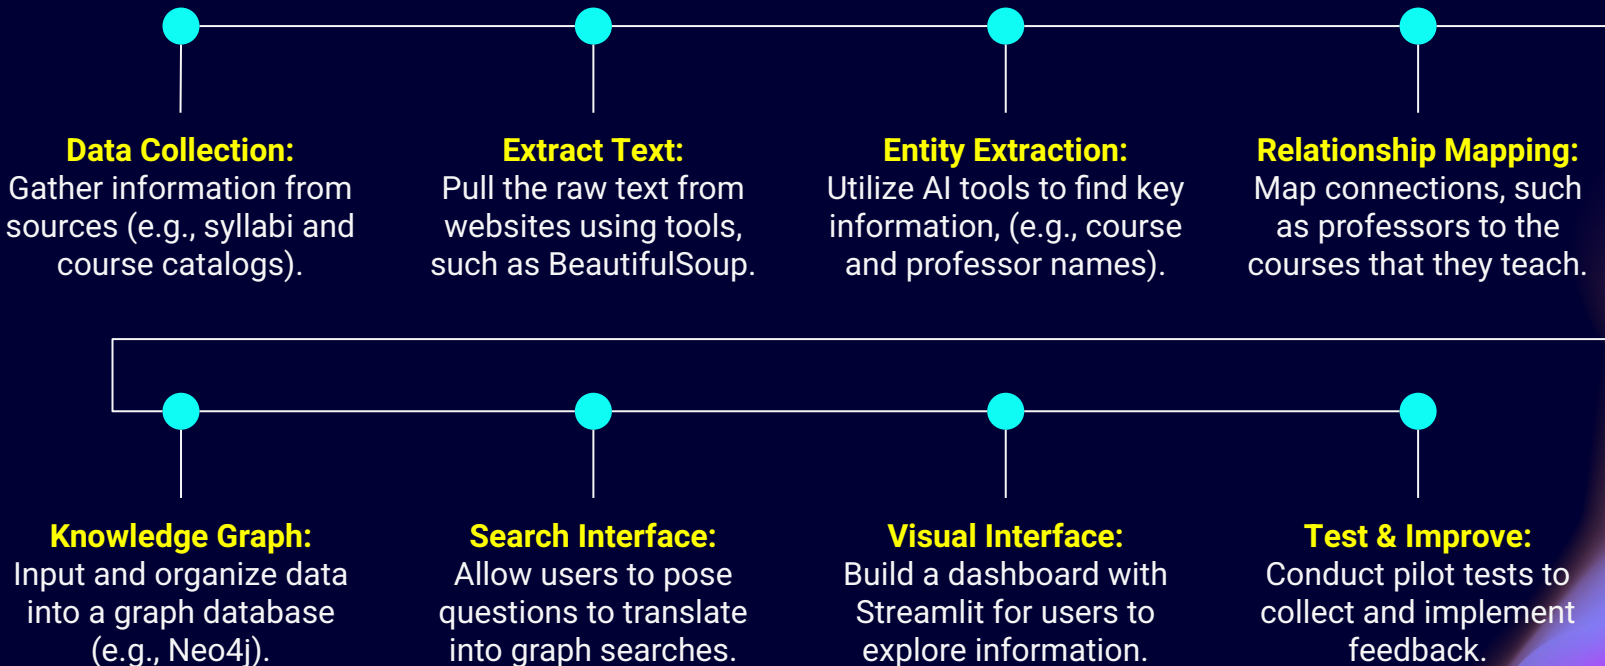 Data Collection:
Gather information from
sources (e.g., syllabi and
course catalogs).
Extract Text:
Pull the raw text from
websites using tools,
such as BeautifulSoup.
Entity Extraction:
Utilize AI tools to find key
information, (e.g., course
and professor names).
Relationship Mapping:
Map connections, such
as professors to the
courses that they teach.
Knowledge Graph:
Input and organize data
into a graph database
(e.g., Neo4j).
Search Interface:
Allow users to pose
questions to translate
into graph searches.
Visual Interface:
Build a dashboard with
Streamlit for users to
explore information.
Test & Improve:
Conduct pilot tests to
collect and implement
feedback.